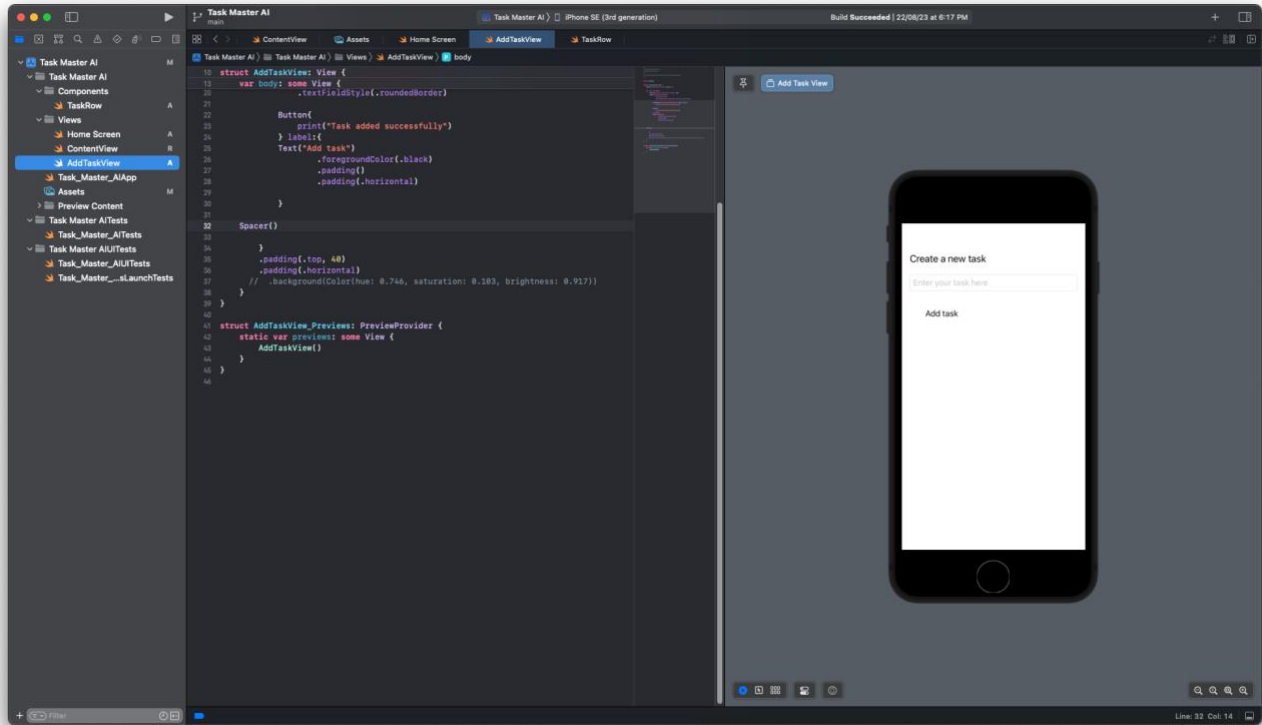 Task Master AI
main
Task Master AI 〉 iPhone SE (3rd generation)
Build Succeeded | 22/08/23 at 6:17 PM
ContentView
Assets
Home Screen
AddTaskView
TaskRow
Task Master AI 〉 Task Master AI 〉 Views 〉 AddTaskView 〉 P body
Task Master AI M
Task Master AI
Components
TaskRow A
Views
Home Screen A
ContentView R
AddTaskView A
Task_Master_AIApp
Assets M
Preview Content
Task Master AITests
Task_Master_AITests
Task Master AIUITests
Task_Master_AIUITests
Task_Master_...sLaunchTests
Filter
10 struct AddTaskView: View {
13 var body: some View {
20 .textFieldStyle(.roundedBorder)
21
22 Button{
23 print("Task added successfully")
24 } label:{
25 Text("Add task")
26 .foregroundColor(.black)
27 .padding()
28 .padding(.horizontal)
29
30 }
31
32 Spacer()
33
34 }
35 .padding(.top, 40)
36 .padding(.horizontal)
37 // .background(Color(hue: 0.746, saturation: 0.103, brightness: 0.917))
38 }
39 }
40
41 struct AddTaskView_Previews: PreviewProvider {
42 static var previews: some View {
43 AddTaskView()
44 }
45 }
46
Add Task View
Create a new task
Enter your task here
Add task
Line: 32 Col: 14